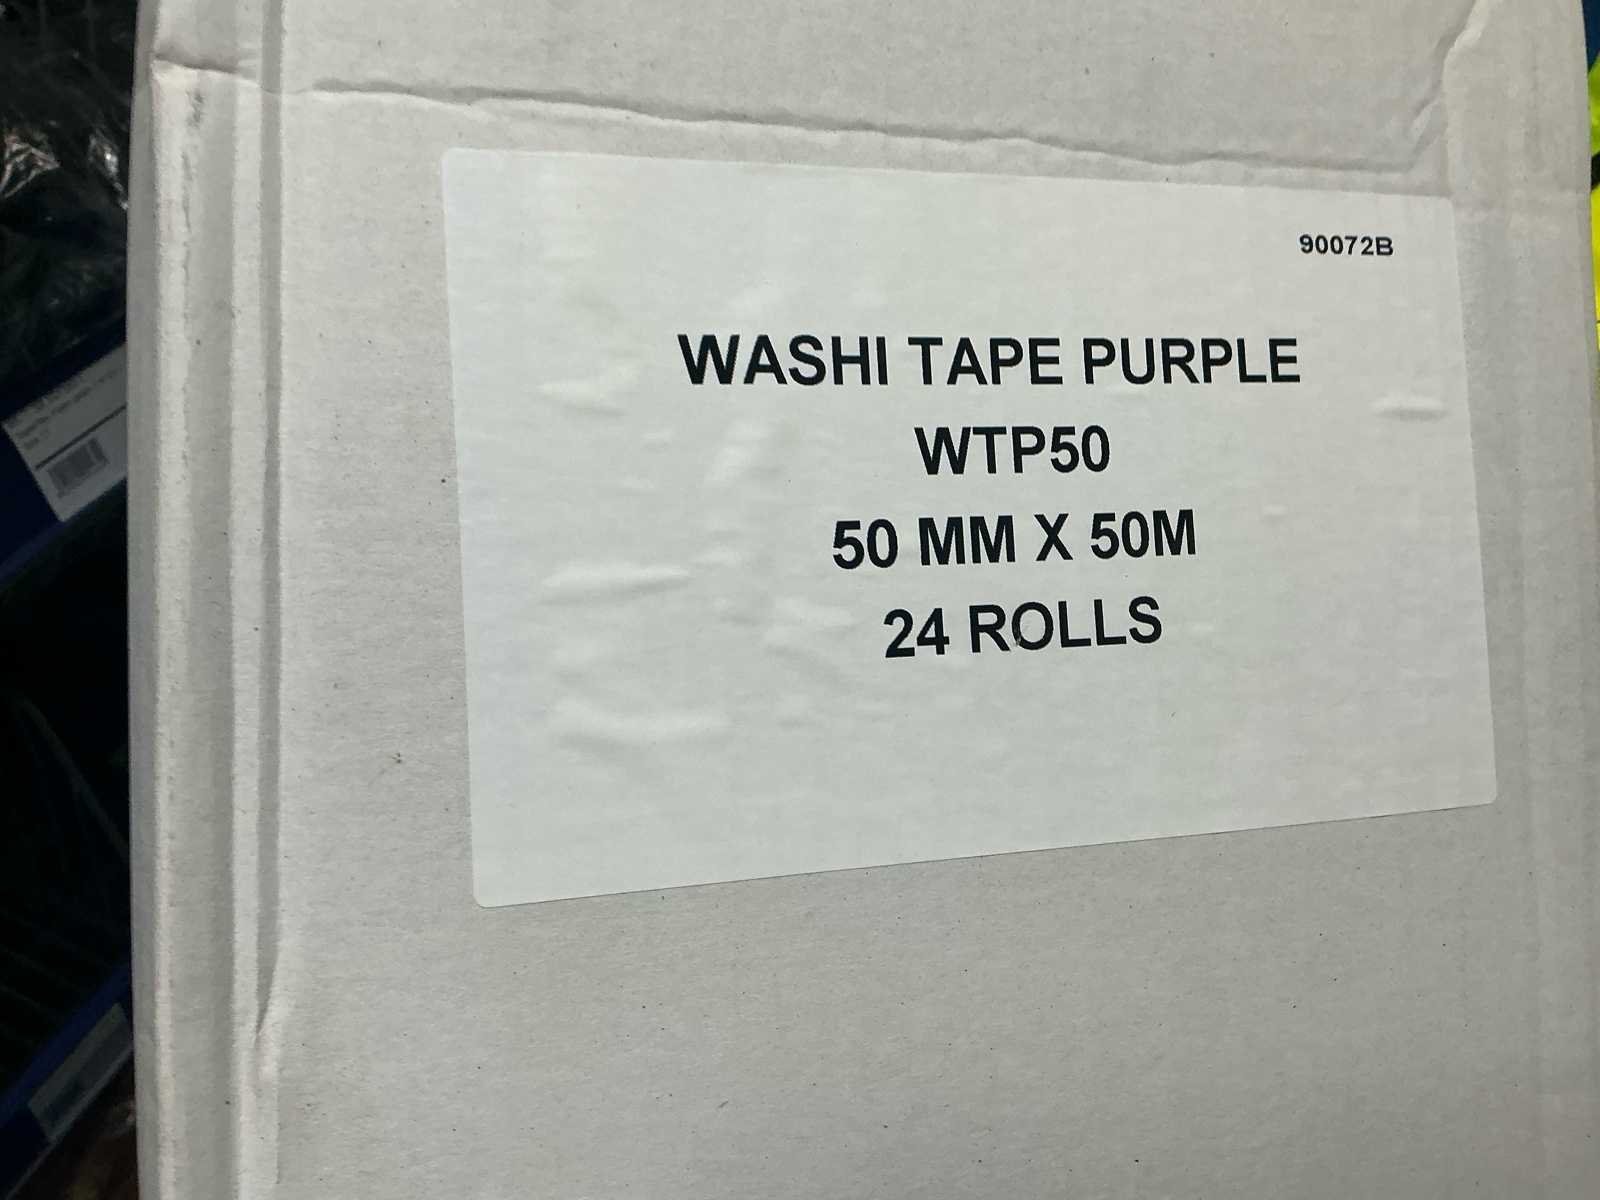 90072B
WASHI TAPE PURPLE
WTP50
50 MM X 50M
24 ROLLS